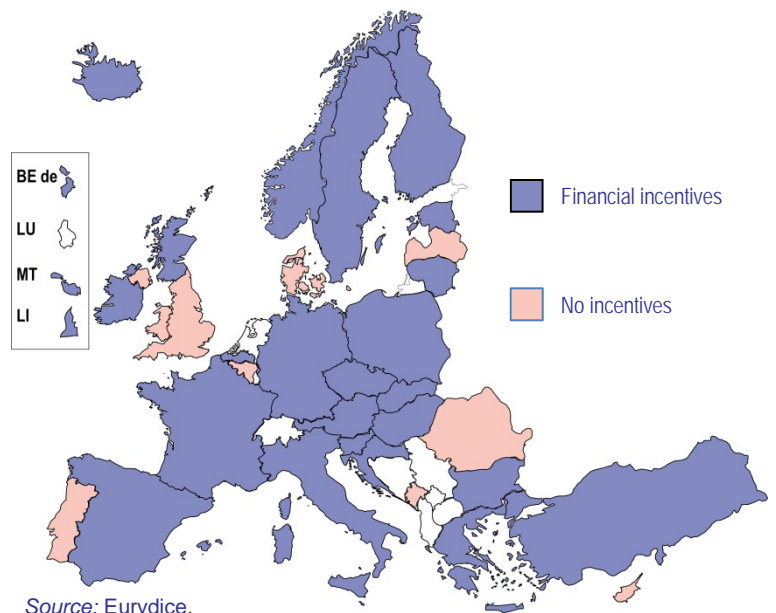 BE de
LU
MT
LI
Financial incentives
No incentives
Source: Eurydice.